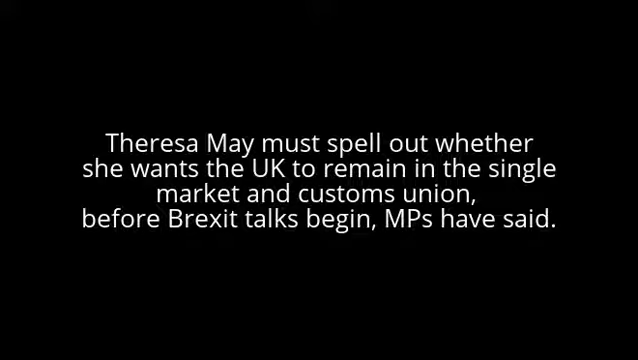 Theresa May must spell out whether
she wants the UK to remain in the single
market and customs union,
before Brexit talks begin, MPs have said.